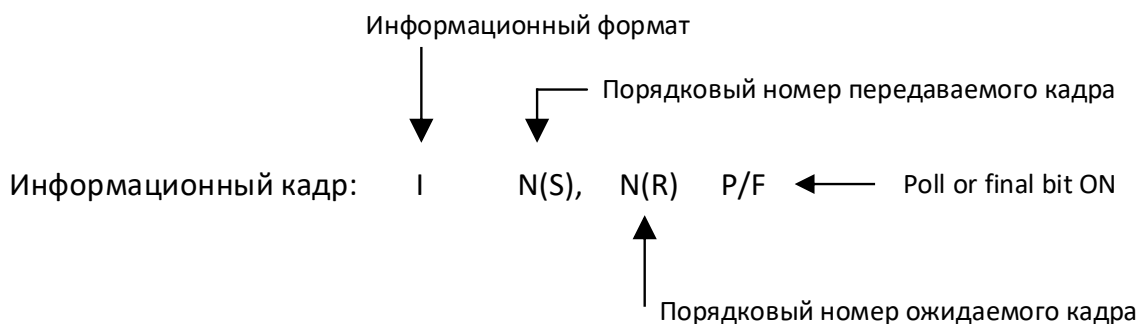 Информационный формат
Порядковый номер передаваемого кадра
Информационный кадр: I N(S), N(R) P/F Poll or final bit ON
Порядковый номер ожидаемого кадра